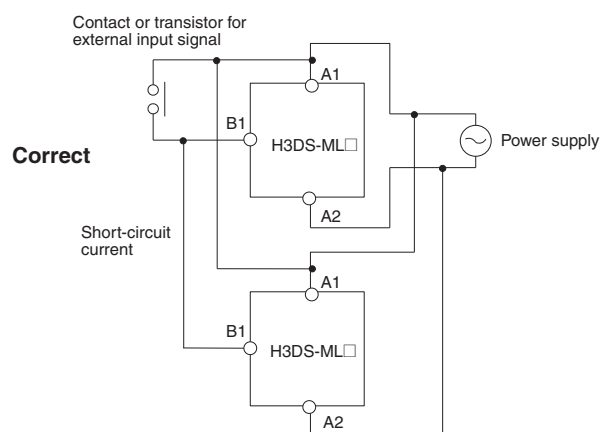 Contact or transistor for
external input signal
A1
B1
H3DS-ML□
Power supply
Correct
A2
Short-circuit
current
A1
B1
H3DS-ML□
A2